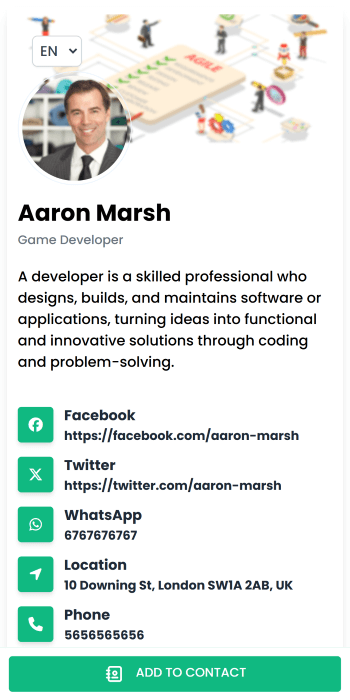 EN
AGILE
Aaron Marsh
Game Developer
A developer is a skilled professional who
designs, builds, and maintains software or
applications, turning ideas into functional
and innovative solutions through coding
and problem-solving.
Facebook
https://facebook.com/aaron-marsh
Twitter
https://twitter.com/aaron-marsh
WhatsApp
6767676767
Location
10 Downing St, London SW1A 2AB, UK
Phone
5656565656
ADD TO CONTACT